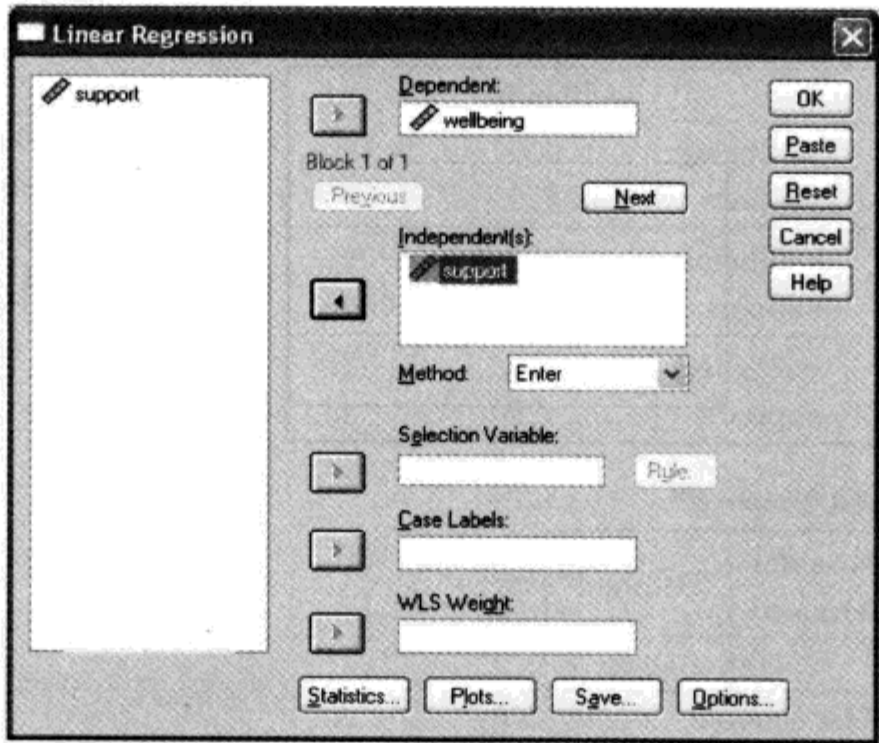 Linear Regression
support
Dependent:
wellbeing
Block 1 of 1
Previous
Next
Independent(s):
support
Method:
Enter
Selection Variable:
Rule...
Case Labels:
WLS Weight:
Statistics...
Plots...
Save...
Options...
OK
Paste
Reset
Cancel
Help